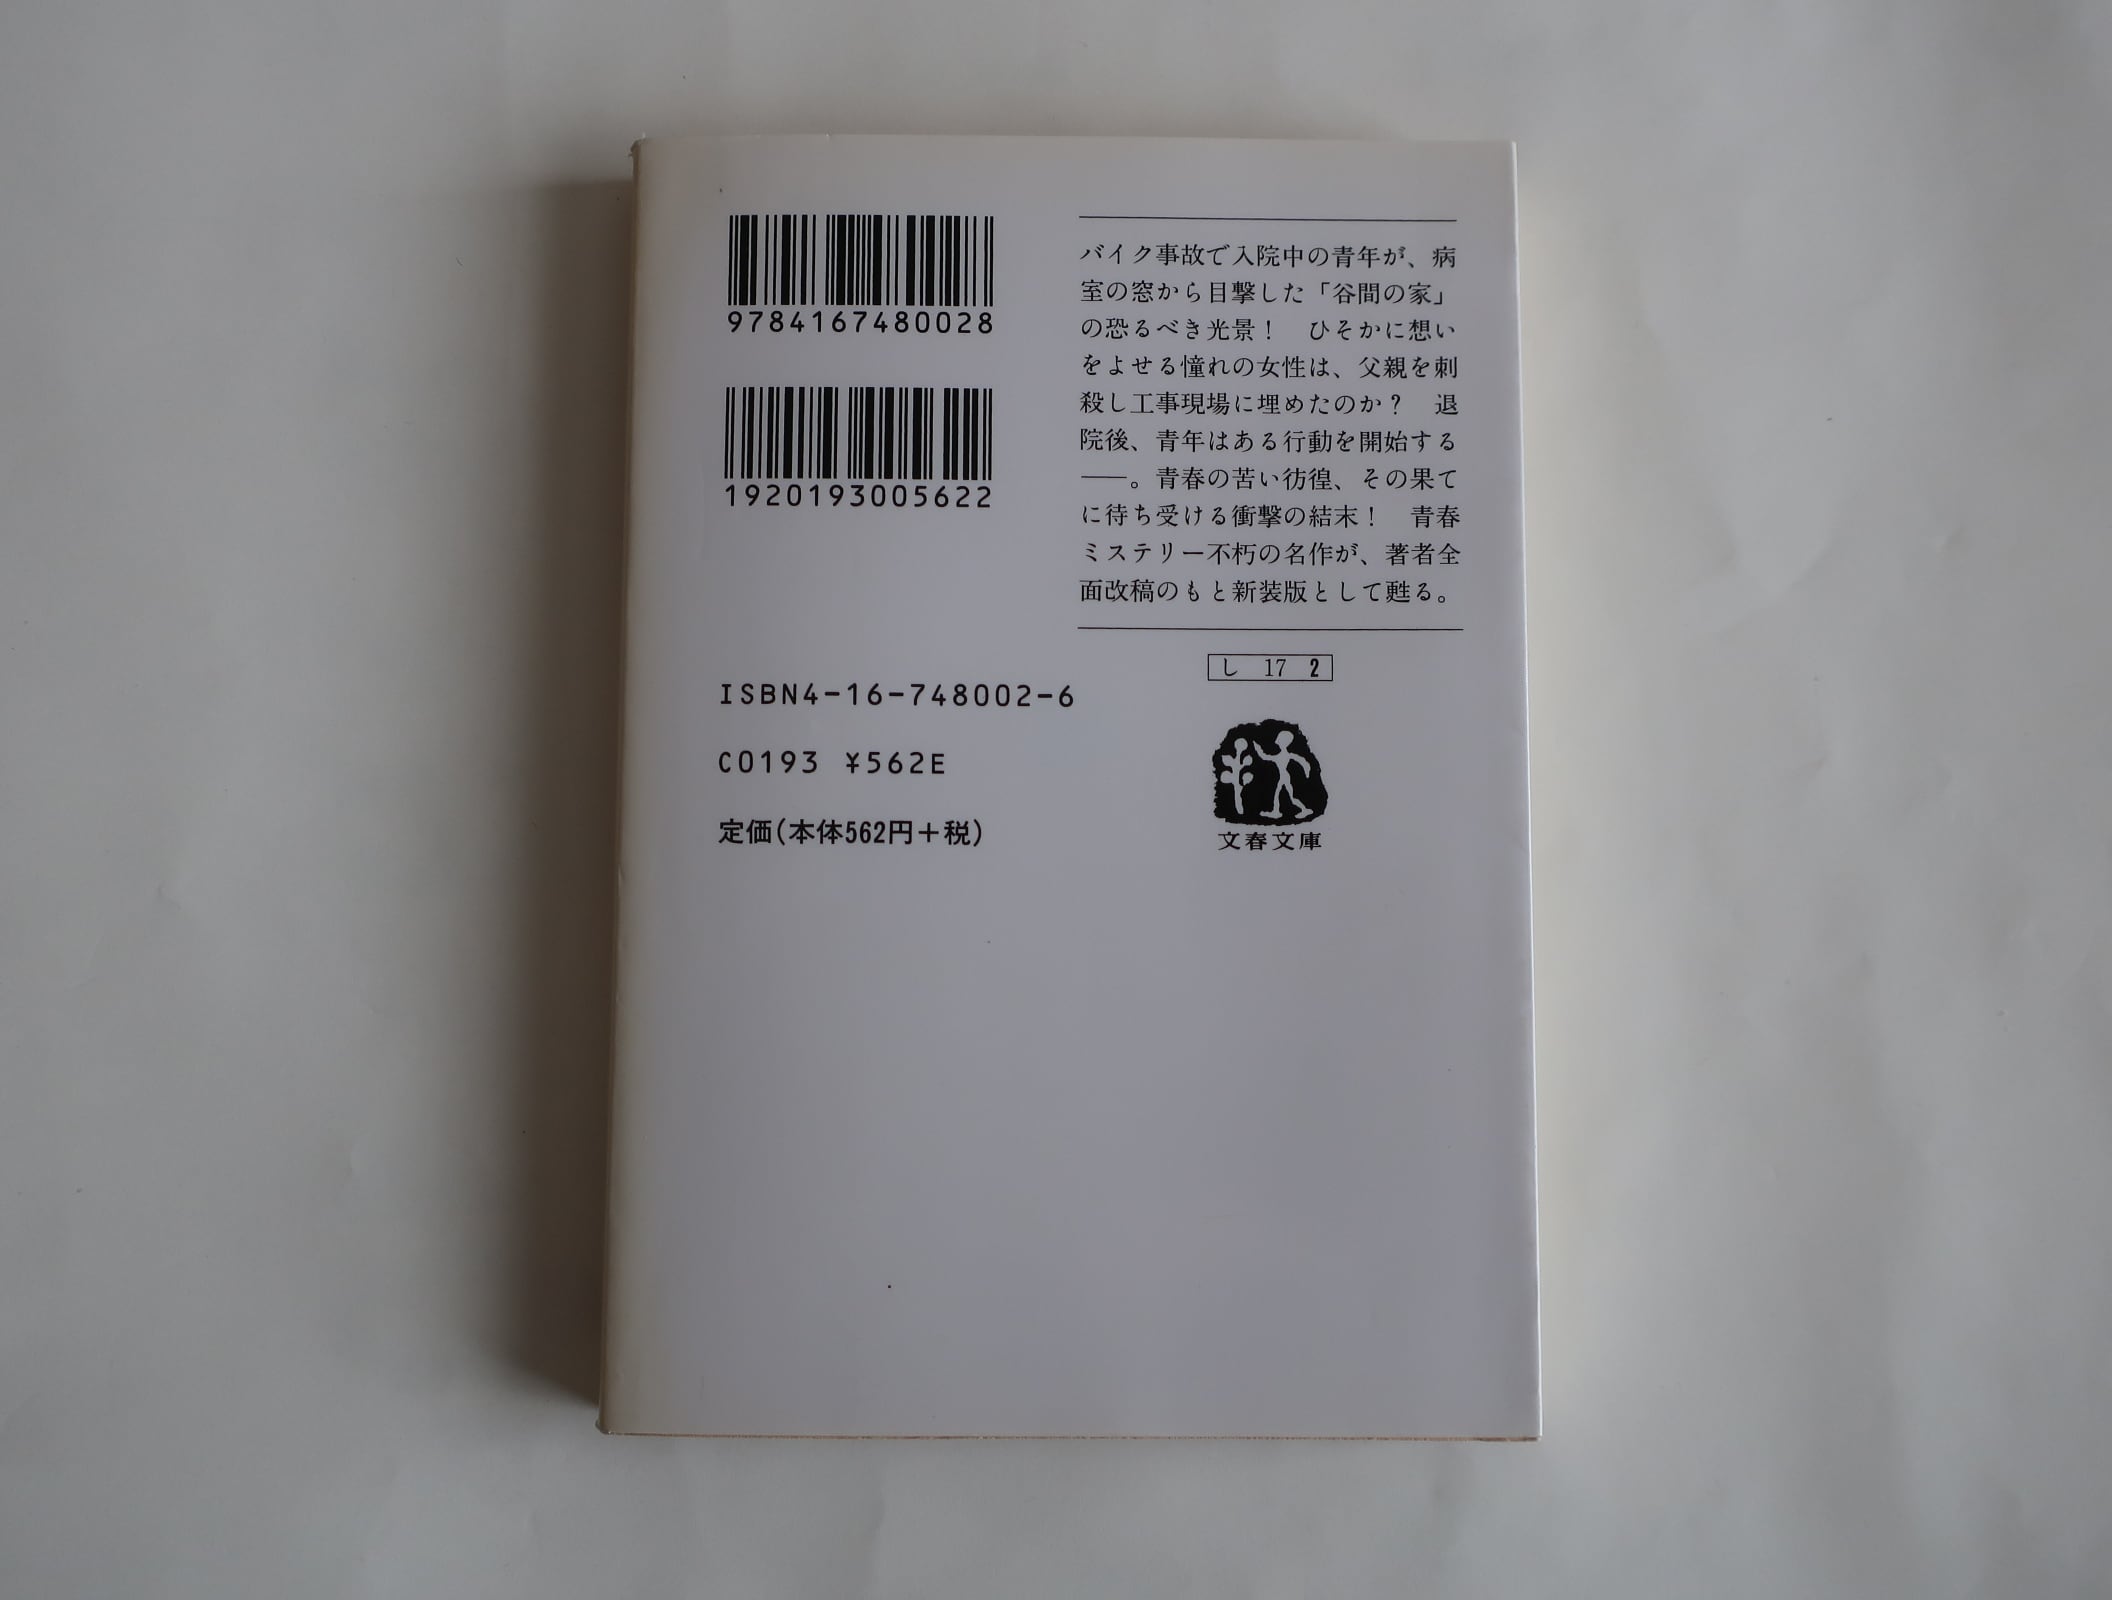 9784167480028
1920193005622
ISBN4-16-748002-6
C0193 ¥562E
定価(本体562円+税)
バイク事故で入院中の青年が、病
室の窓から目撃した「谷間の家」
の恐るべき光景！　ひそかに想い
をよせる憧れの女性は、父親を刺
殺し工事現場に埋めたのか？　退
院後、青年はある行動を開始する
――。青春の苦い彷徨、その果て
に待ち受ける衝撃の結末！　青春
ミステリー不朽の名作が、著者全
面改稿のもと新装版として甦る。
し 17 2
文春文庫